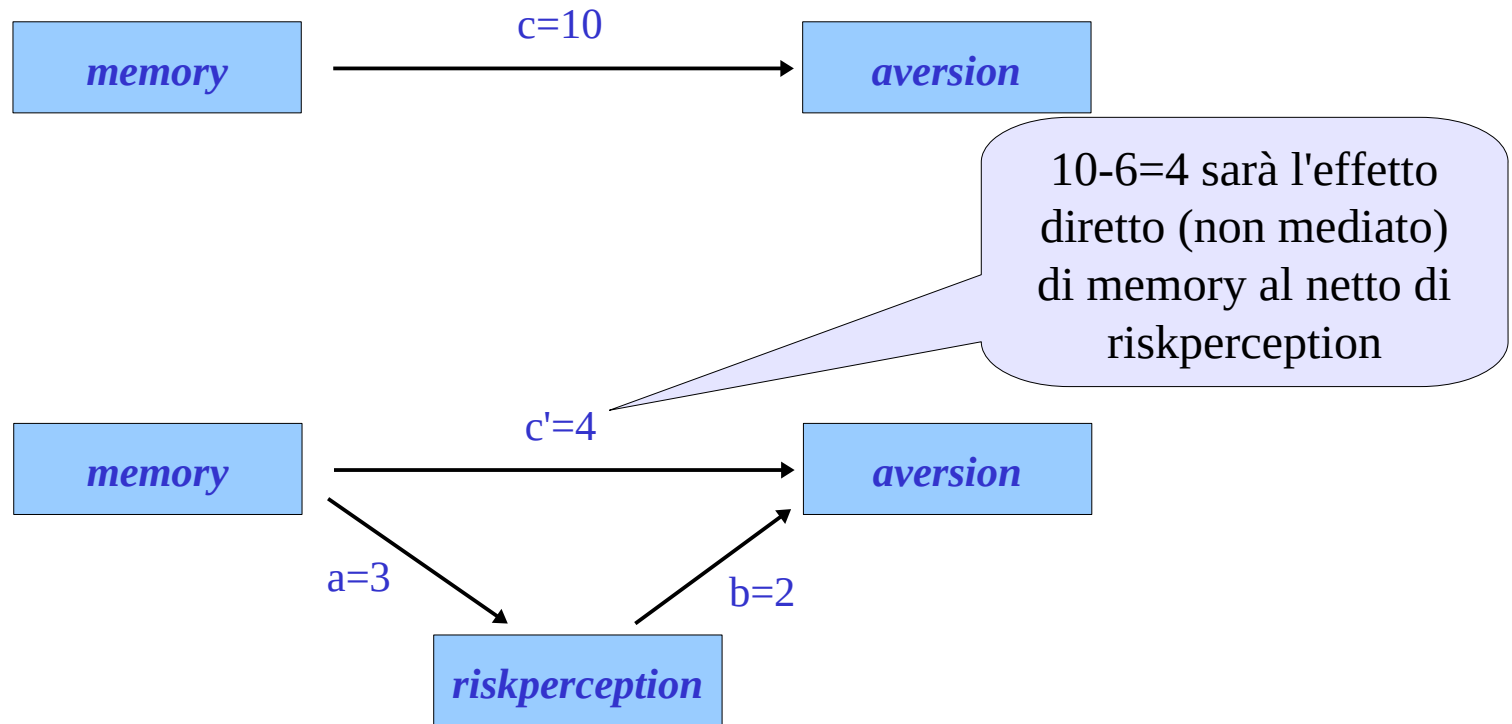 c=10
memory
aversion
10-6=4 sarà l'effetto
diretto (non mediato)
di memory al netto di
riskperception
c'=4
memory
aversion
a=3
b=2
riskperception